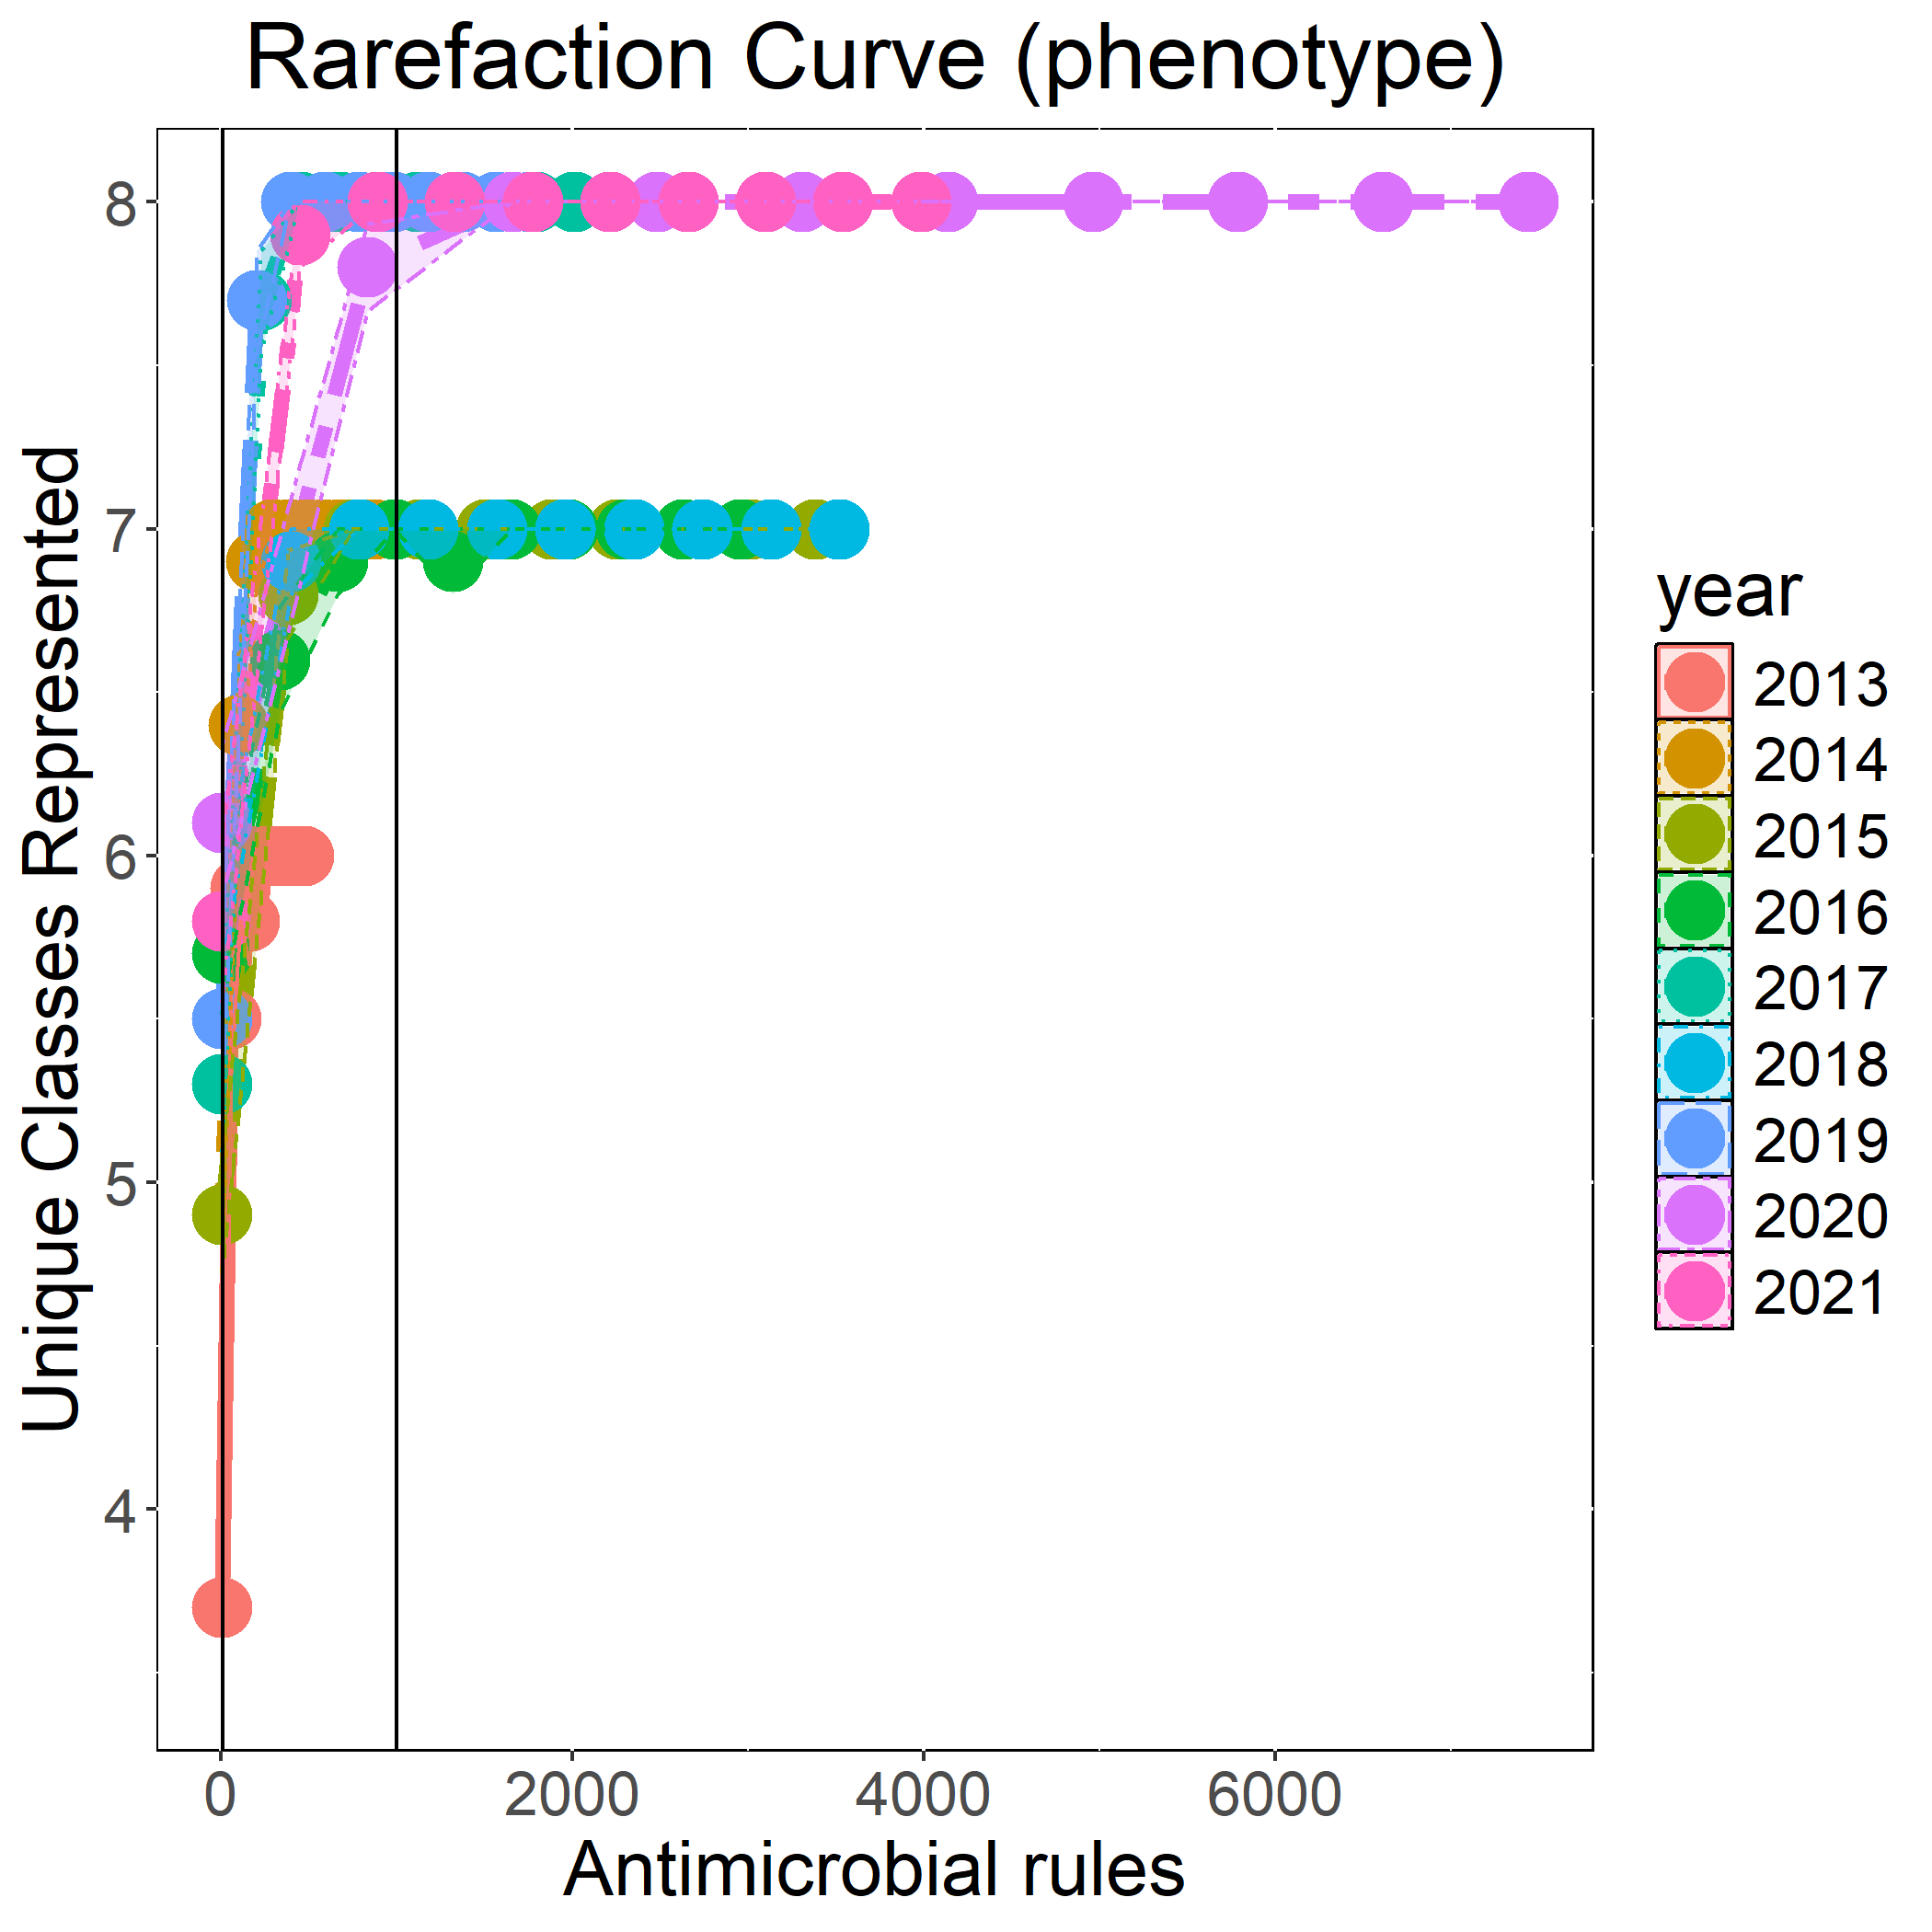 Rarefaction Curve (phenotype)
Unique Classes Represented
8
7
6
5
4
0 2000 4000 6000
Antimicrobial rules
year
2013
2014
2015
2016
2017
2018
2019
2020
2021